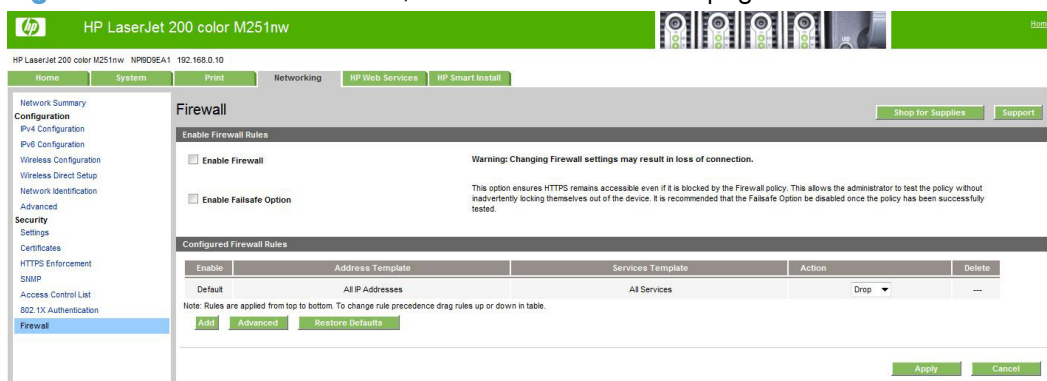 hp HP LaserJet 200 color M251nw
HP LaserJet 200 color M251nw NPI9D9EA1 192.168.0.10
Home System Print Networking HP Web Services HP Smart Install
Network Summary
Configuration
IPv4 Configuration
IPv6 Configuration
Wireless Configuration
Wireless Direct Setup
Network Identification
Advanced
Security
Settings
Certificates
HTTPS Enforcement
SNMP
Access Control List
802.1X Authentication
Firewall
Firewall
Shop for Supplies Support
Enable Firewall Rules
Enable Firewall
Warning: Changing Firewall settings may result in loss of connection.
Enable Failsafe Option
This option ensures HTTPS remains accessible even if it is blocked by the Firewall policy. This allows the administrator to test the policy without
inadvertently locking themselves out of the device. It is recommended that the Failsafe Option be disabled once the policy has been successfully
tested.
Configured Firewall Rules
Enable Address Template Services Template Action Delete
Default All IP Addresses All Services Drop ---
Note: Rules are applied from top to bottom. To change rule precedence drag rules up or down in table.
Add Advanced Restore Defaults
Apply Cancel